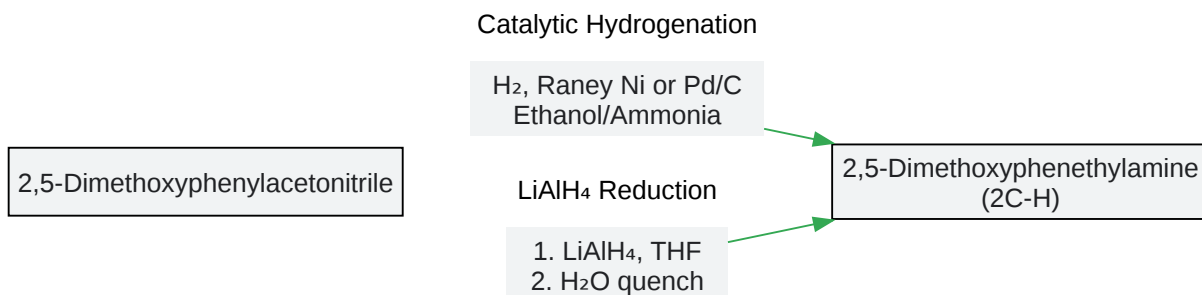 Catalytic Hydrogenation
H₂, Raney Ni or Pd/C
Ethanol/Ammonia
2,5-Dimethoxyphenylacetonitrile
2,5-Dimethoxyphenethylamine
(2C-H)
LiAlH₄ Reduction
1. LiAlH₄, THF
2. H₂O quench